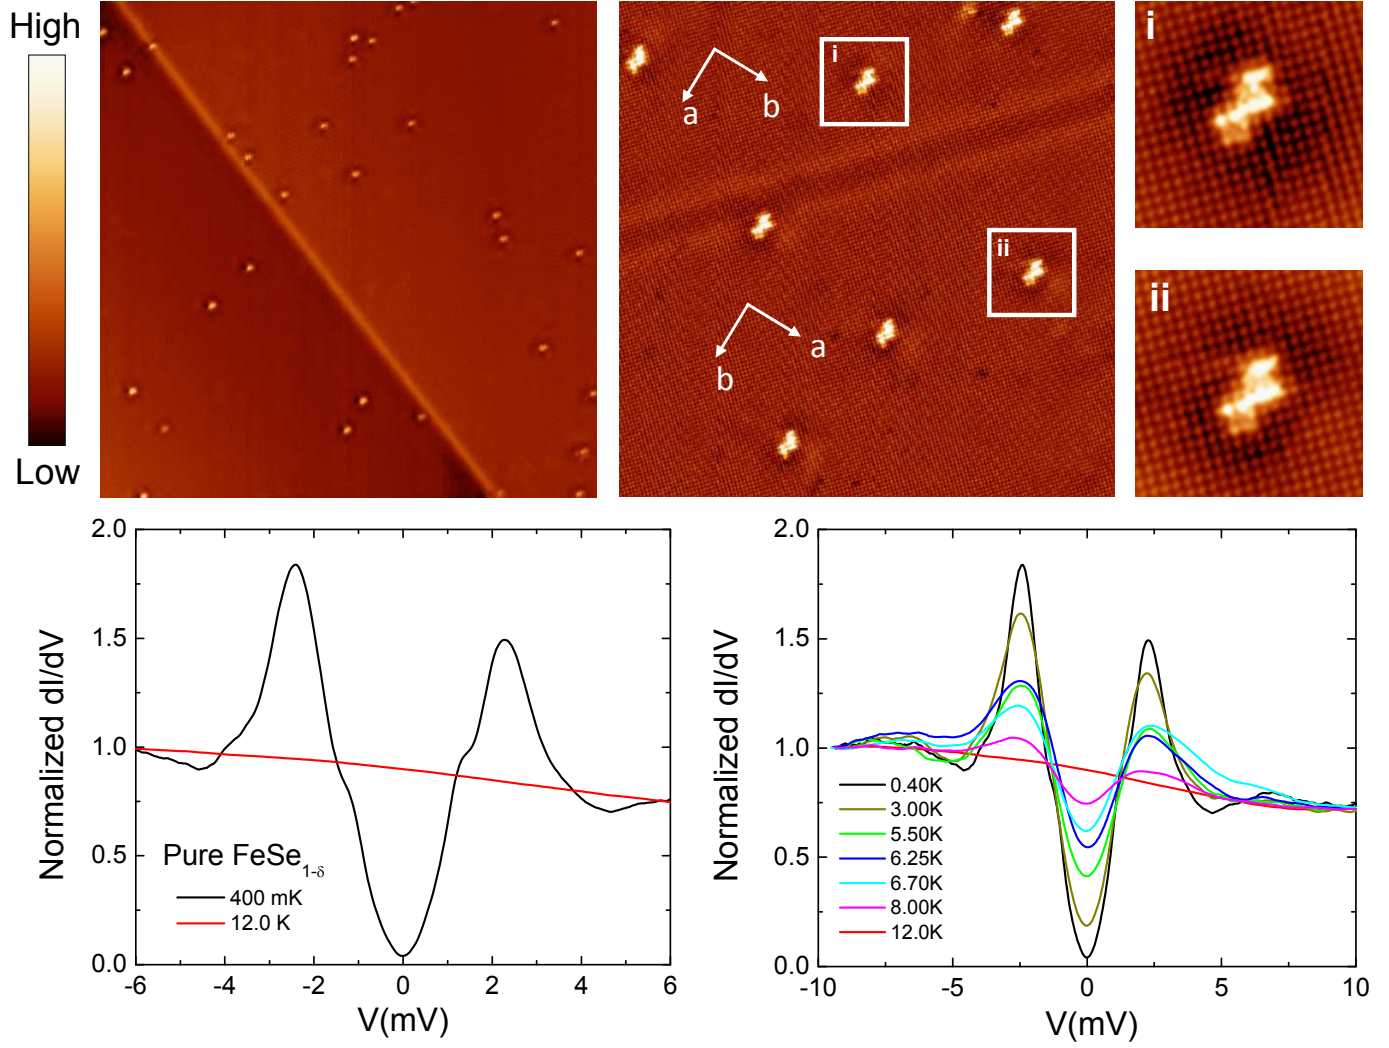 High
Low
a
b
i
ii
a
b
i
ii
Normalized dI/dV
2.0
1.5
1.0
0.5
0.0
Pure FeSe1-δ
400 mK
12.0 K
-6
-4
-2
0
2
4
6
V(mV)
Normalized dI/dV
2.0
1.5
1.0
0.5
0.0
0.40K
3.00K
5.50K
6.25K
6.70K
8.00K
12.0K
-10
-5
0
5
10
V(mV)